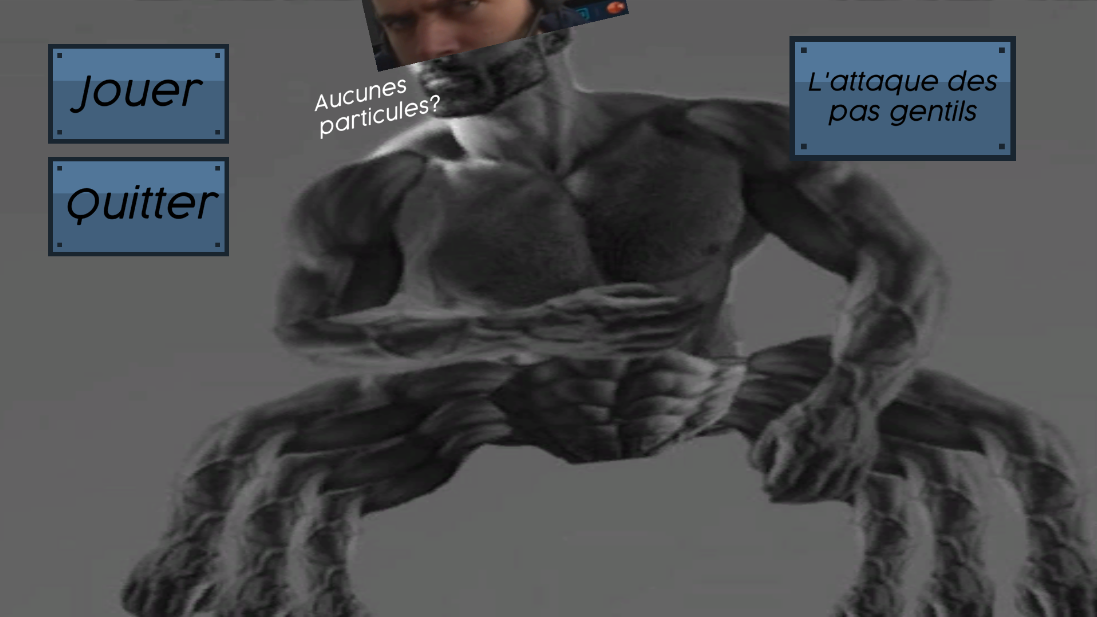 Jouer
Quitter
Aucunes
particules?
L'attaque des
pas gentils